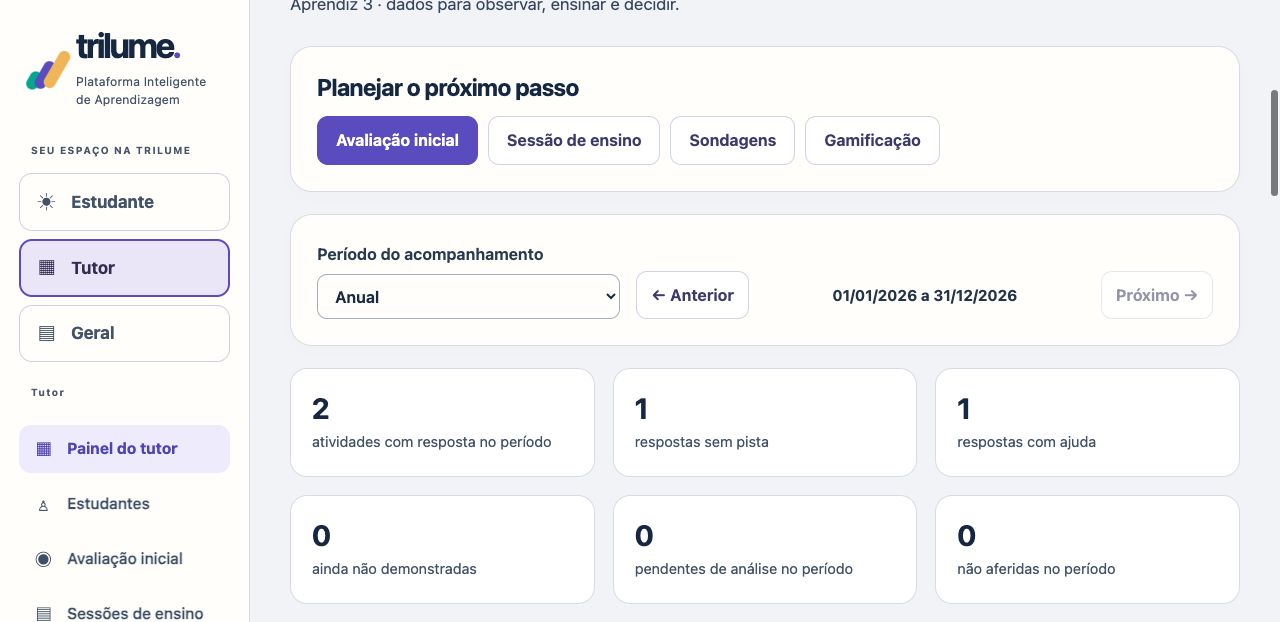 trilume.
Plataforma Inteligente
de Aprendizagem
SEU ESPAÇO NA TRILUME
Estudante
Tutor
Geral
Tutor
Painel do tutor
Estudantes
Avaliação inicial
Sessões de ensino
Aprendiz 3 · dados para observar, ensinar e decidir.
Planejar o próximo passo
Avaliação inicial
Sessão de ensino
Sondagens
Gamificação
Período do acompanhamento
Anual
← Anterior
01/01/2026 a 31/12/2026
Próximo →
2
atividades com resposta no período
1
respostas sem pista
1
respostas com ajuda
0
ainda não demonstradas
0
pendentes de análise no período
0
não aferidas no período